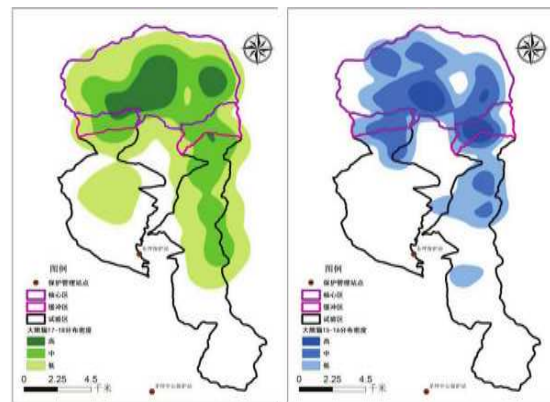 图例
保护管理站点
核心区
缓冲区
试验区
大熊猫17-18分布密度
高
中
低
0 2.25 4.5
千米
图例
保护管理站点
核心区
缓冲区
试验区
大熊猫15-16分布密度
高
中
低
0 2.25 4.5
千米